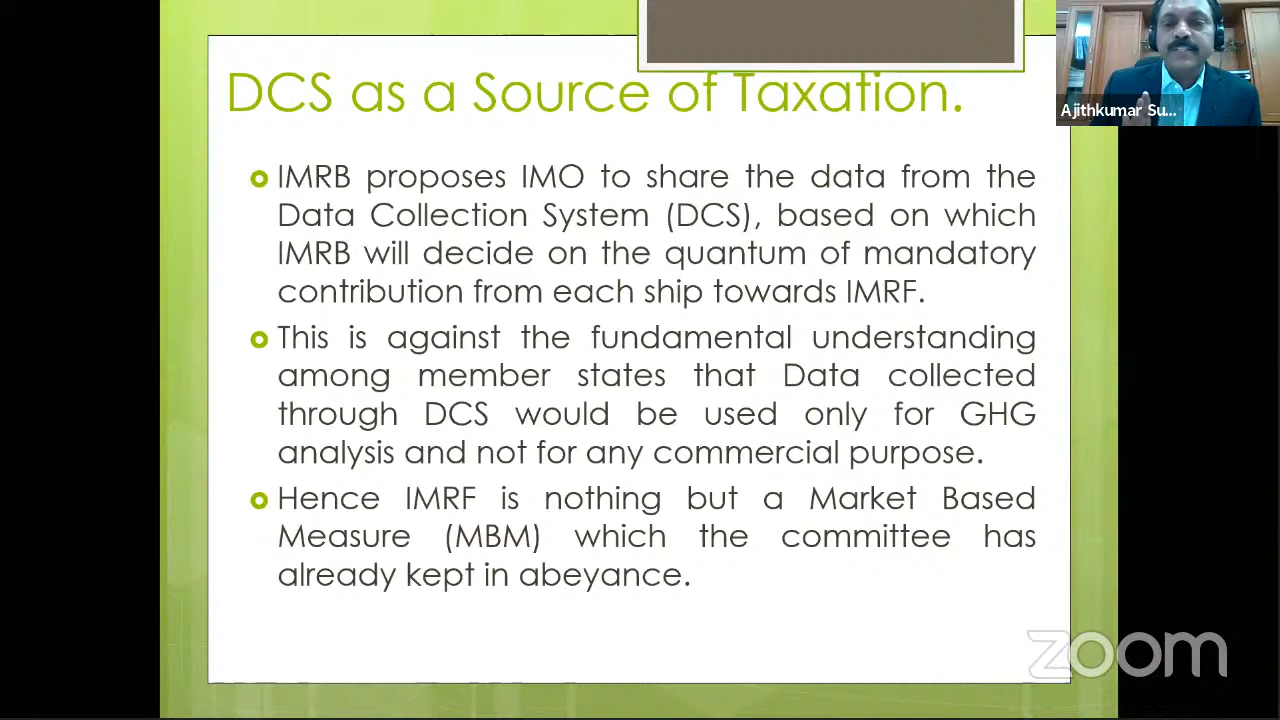 DCS as a Source of Taxation.
Ajithkumar Su...
IMRB proposes IMO to share the data from the
Data Collection System (DCS), based on which
IMRB will decide on the quantum of mandatory
contribution from each ship towards IMRF.
This is against the fundamental understanding
among member states that Data collected
through DCS would be used only for GHG
analysis and not for any commercial purpose.
Hence IMRF is nothing but a Market Based
Measure (MBM) which the committee has
already kept in abeyance.
zoom